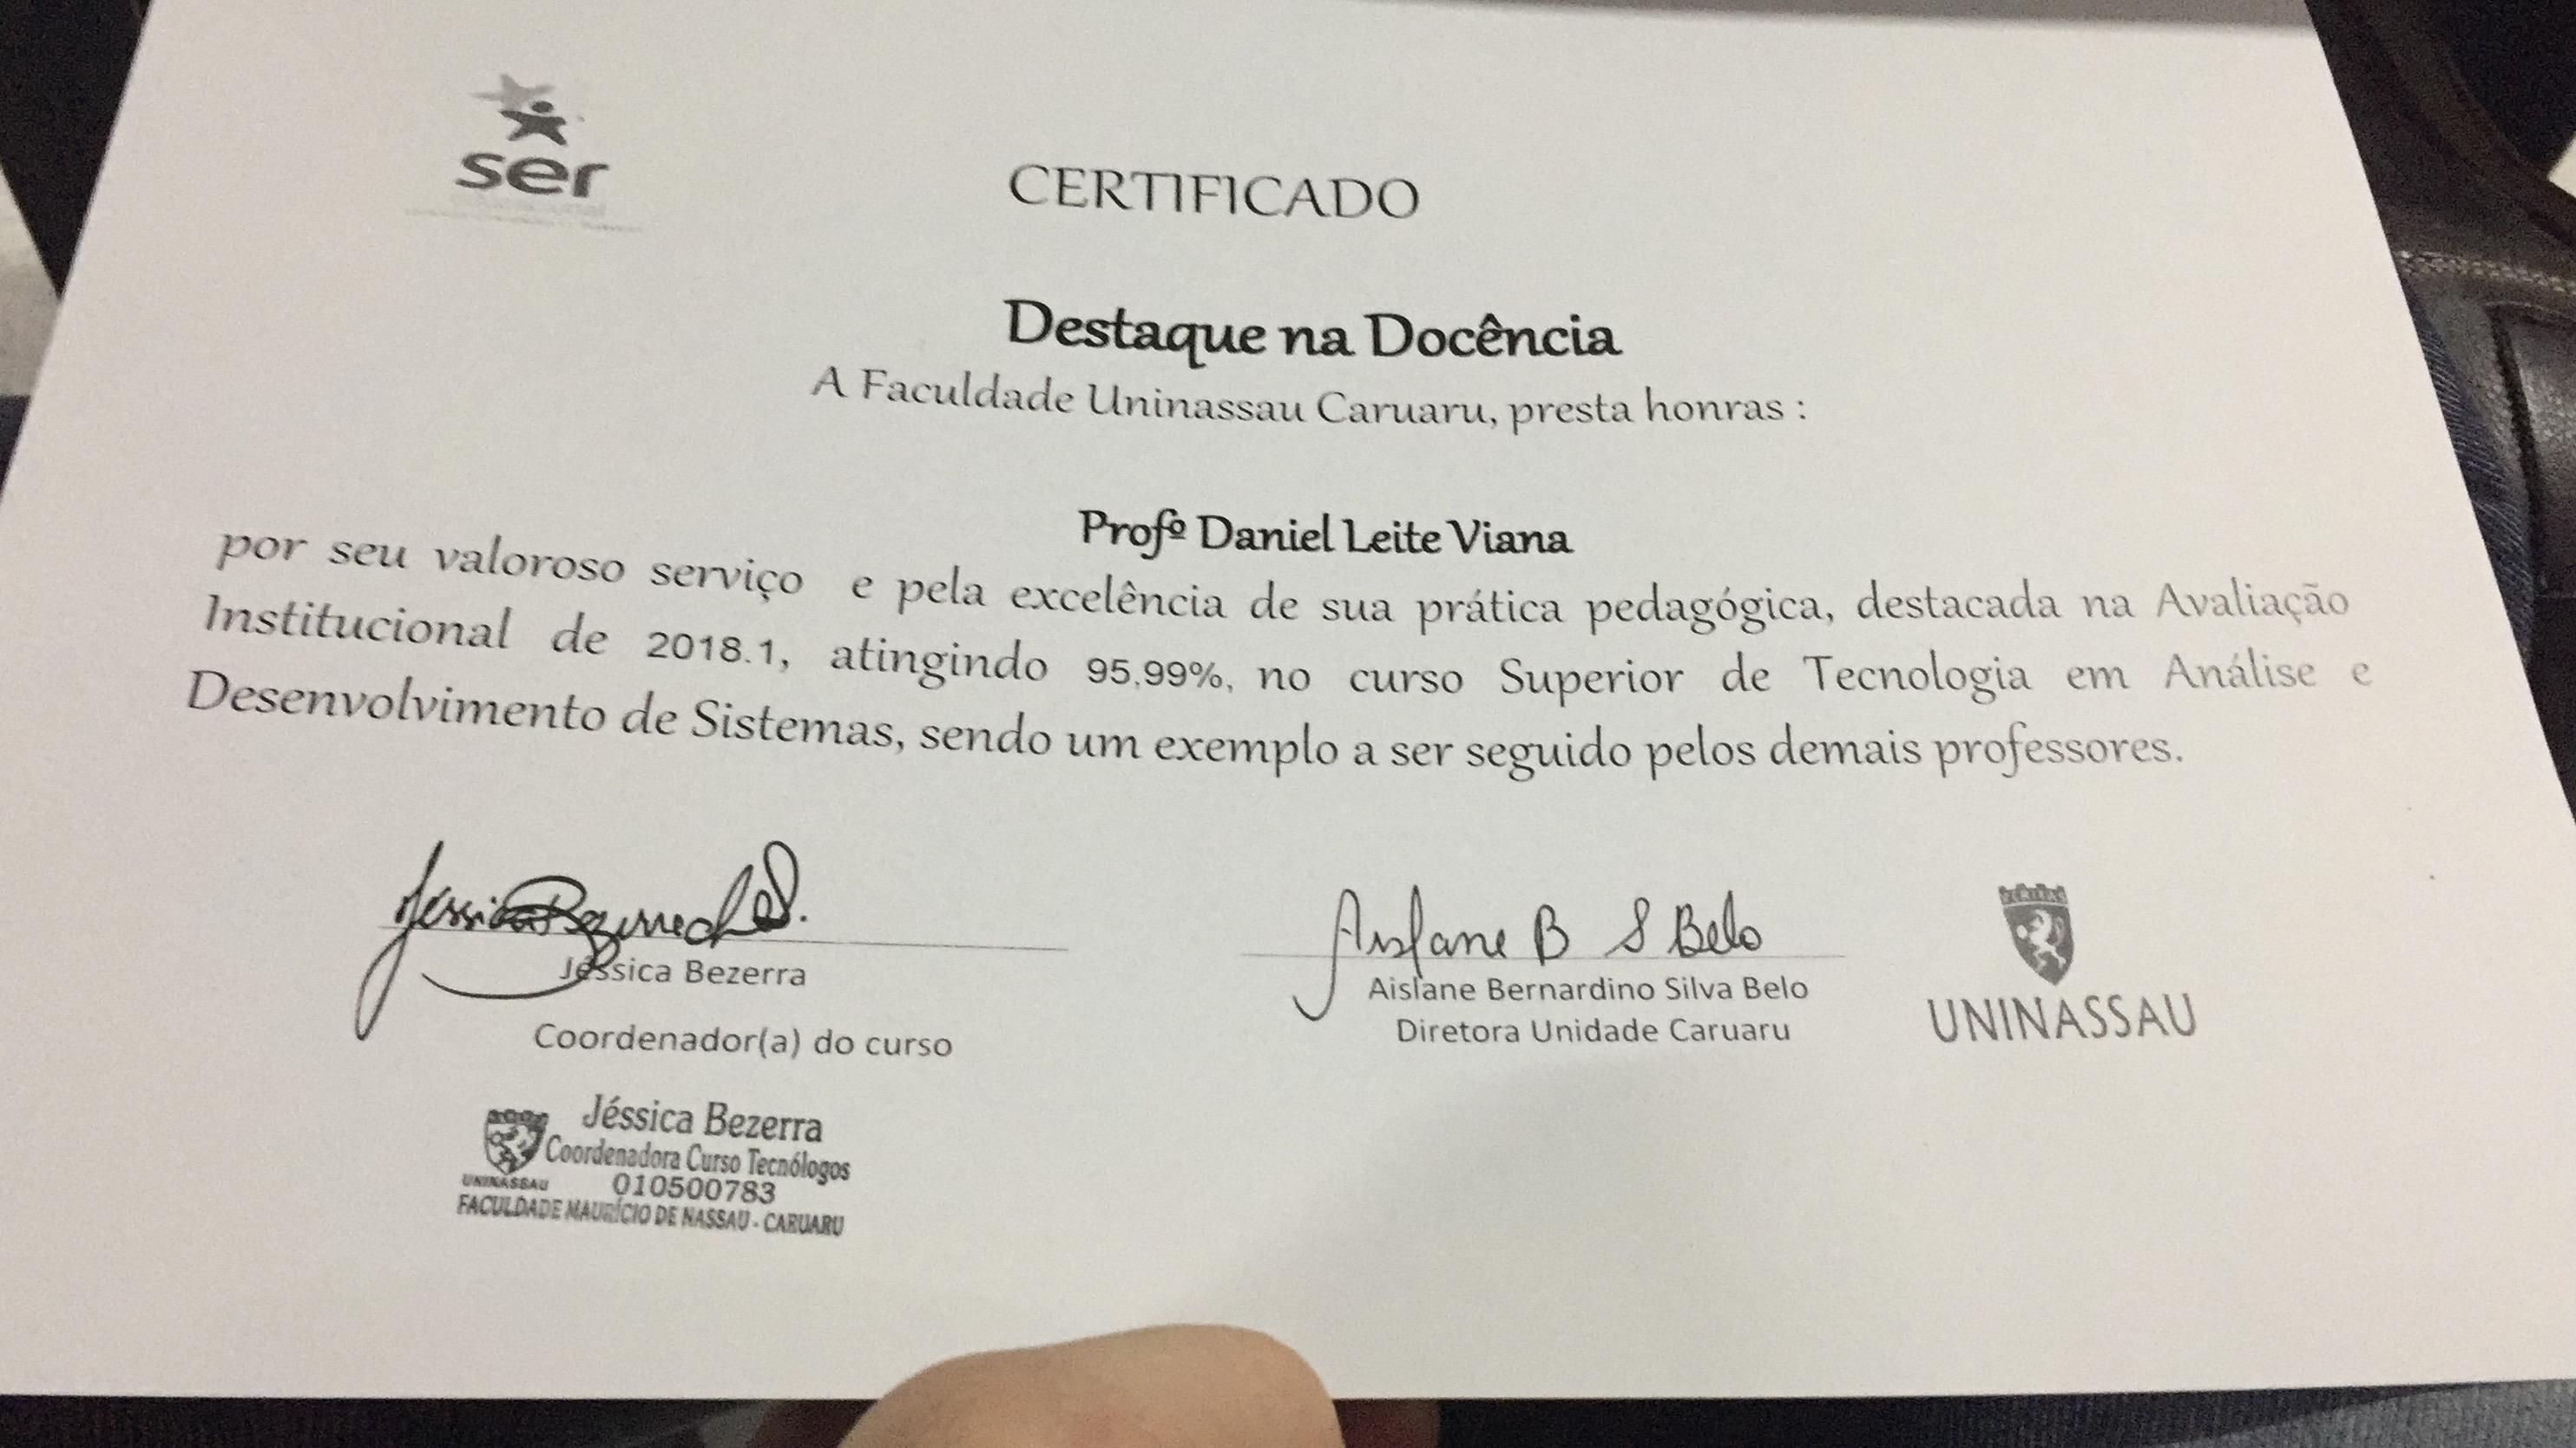 ser
CERTIFICADO
Destaque na Docência
A Faculdade Uninassau Caruaru, presta honras :
Profº Daniel Leite Viana
por seu valoroso serviço e pela excelência de sua prática pedagógica, destacada na Avaliação
Institucional de 2018.1, atingindo 95,99%, no curso Superior de Tecnologia em Análise e
Desenvolvimento de Sistemas, sendo um exemplo a ser seguido pelos demais professores.
Aislane B S Belo
Jéssica Bezerra
Coordenador(a) do curso
Aislane Bernardino Silva Belo
Diretora Unidade Caruaru
UNINASSAU
Jéssica Bezerra
Coordenadora Curso Tecnólogos
UNINASSAU 010500783
FACULDADE MAURÍCIO DE NASSAU - CARUARU